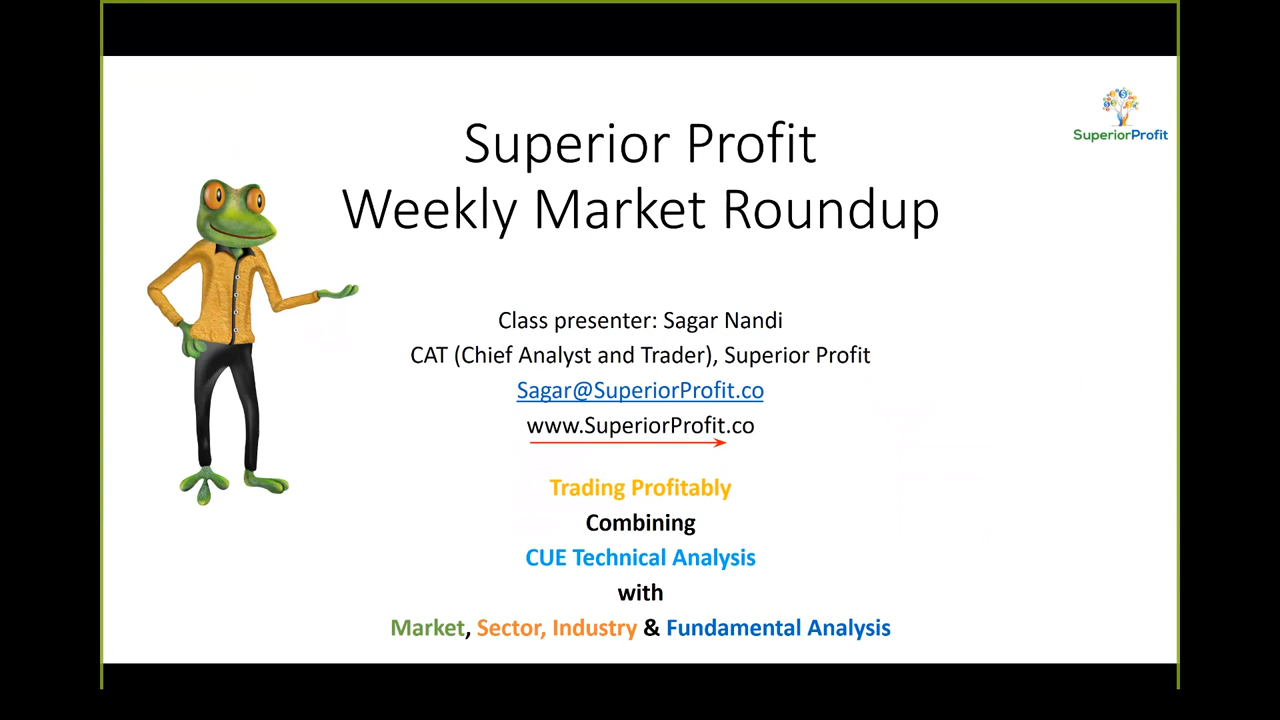 Superior Profit
Weekly Market Roundup
SuperiorProfit
Class presenter: Sagar Nandi
CAT (Chief Analyst and Trader), Superior Profit
Sagar@SuperiorProfit.co
www.SuperiorProfit.co
Trading Profitably
Combining
CUE Technical Analysis
with
Market, Sector, Industry & Fundamental Analysis